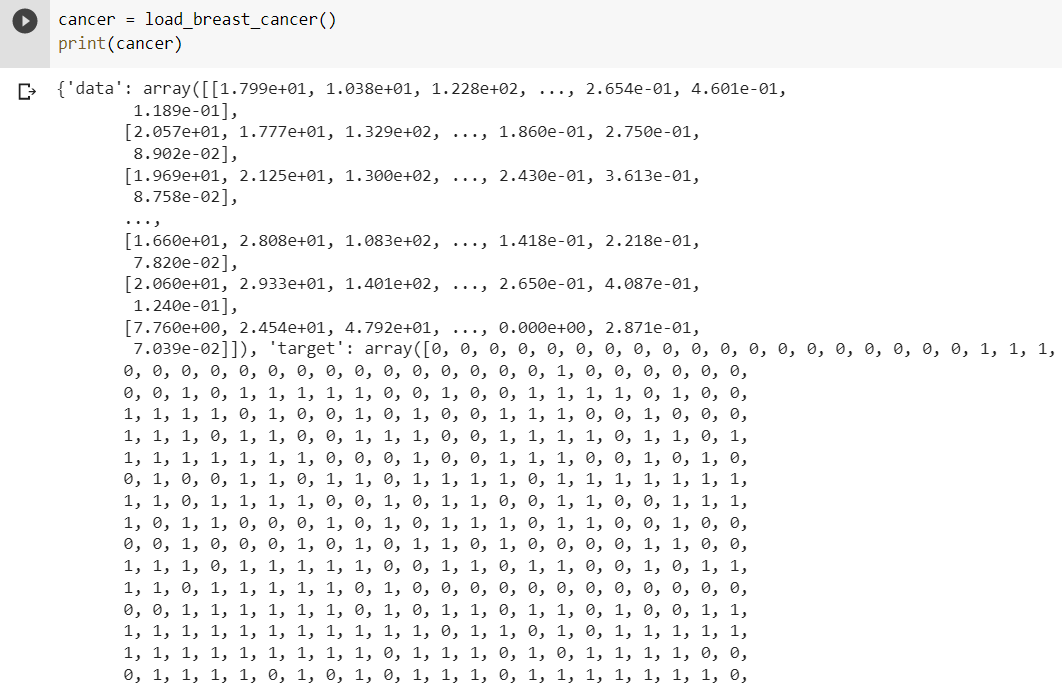 cancer = load_breast_cancer()
print(cancer)
{'data': array([[1.799e+01, 1.038e+01, 1.228e+02, ..., 2.654e-01, 4.601e-01,
1.189e-01],
[2.057e+01, 1.777e+01, 1.329e+02, ..., 1.860e-01, 2.750e-01,
8.902e-02],
[1.969e+01, 2.125e+01, 1.300e+02, ..., 2.430e-01, 3.613e-01,
8.758e-02],
...,
[1.660e+01, 2.808e+01, 1.083e+02, ..., 1.418e-01, 2.218e-01,
7.820e-02],
[2.060e+01, 2.933e+01, 1.401e+02, ..., 2.650e-01, 4.087e-01,
1.240e-01],
[7.760e+00, 2.454e+01, 4.792e+01, ..., 0.000e+00, 2.871e-01,
7.039e-02]]), 'target': array([0, 0, 0, 0, 0, 0, 0, 0, 0, 0, 0, 0, 0, 0, 0, 0, 0, 0, 0, 1, 1, 1,
0, 0, 0, 0, 0, 0, 0, 0, 0, 0, 0, 0, 0, 0, 0, 1, 0, 0, 0, 0, 0, 0,
0, 0, 1, 0, 1, 1, 1, 1, 1, 0, 0, 1, 0, 0, 1, 1, 1, 1, 0, 1, 0, 0,
1, 1, 1, 1, 0, 1, 0, 0, 1, 0, 1, 0, 0, 1, 1, 1, 0, 0, 1, 0, 0, 0,
1, 1, 1, 0, 1, 1, 0, 0, 1, 1, 1, 0, 0, 1, 1, 1, 1, 0, 1, 1, 0, 1,
1, 1, 1, 1, 1, 1, 1, 0, 0, 0, 1, 0, 0, 1, 1, 1, 0, 0, 1, 0, 1, 0,
0, 1, 0, 0, 1, 1, 0, 1, 1, 0, 1, 1, 1, 1, 0, 1, 1, 1, 1, 1, 1, 1,
1, 1, 0, 1, 1, 1, 1, 0, 0, 1, 0, 1, 1, 0, 0, 1, 1, 0, 0, 1, 1, 1,
1, 0, 1, 1, 0, 0, 0, 1, 0, 1, 0, 1, 1, 1, 0, 1, 1, 0, 0, 1, 0, 0,
0, 0, 1, 0, 0, 0, 1, 0, 1, 0, 1, 1, 0, 1, 0, 0, 0, 0, 1, 1, 0, 0,
1, 1, 1, 0, 1, 1, 1, 1, 1, 0, 0, 1, 1, 0, 1, 1, 0, 0, 1, 0, 1, 1,
1, 1, 0, 1, 1, 1, 1, 1, 0, 1, 0, 0, 0, 0, 0, 0, 0, 0, 0, 0, 0, 0,
0, 0, 1, 1, 1, 1, 1, 1, 0, 1, 0, 1, 1, 0, 1, 1, 0, 1, 0, 0, 1, 1,
1, 1, 1, 1, 1, 1, 1, 1, 1, 1, 1, 0, 1, 1, 0, 1, 0, 1, 1, 1, 1, 1,
1, 1, 1, 1, 1, 1, 1, 1, 1, 0, 1, 1, 1, 0, 1, 0, 1, 1, 1, 1, 0, 0,
0, 1, 1, 1, 1, 0, 1, 0, 1, 0, 1, 1, 1, 0, 1, 1, 1, 1, 1, 1, 1, 0,